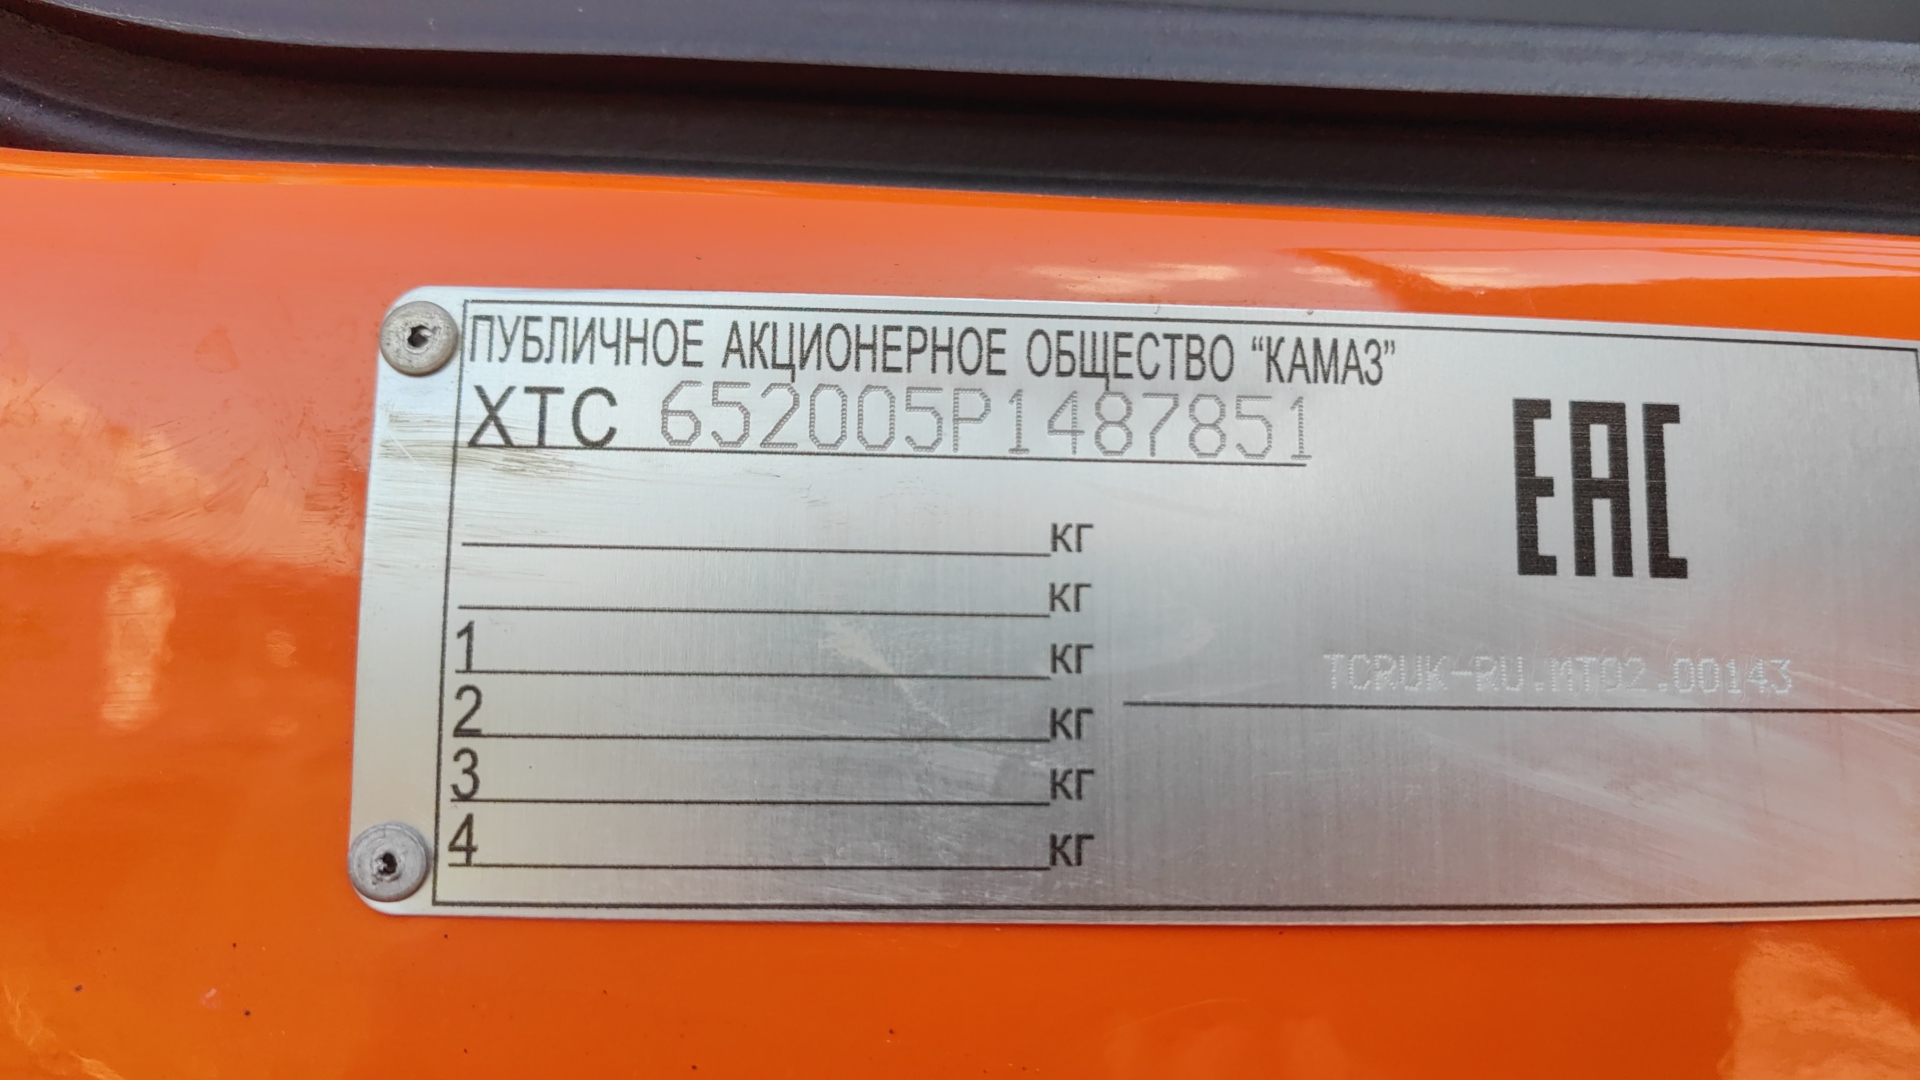 ПУБЛИЧНОЕ АКЦИОНЕРНОЕ ОБЩЕСТВО “КАМАЗ”
XTC 652005P1487851
EAC
кг
кг
1 кг
2 кг
3 кг
4 кг
TCRUK-RU.MT02.00143